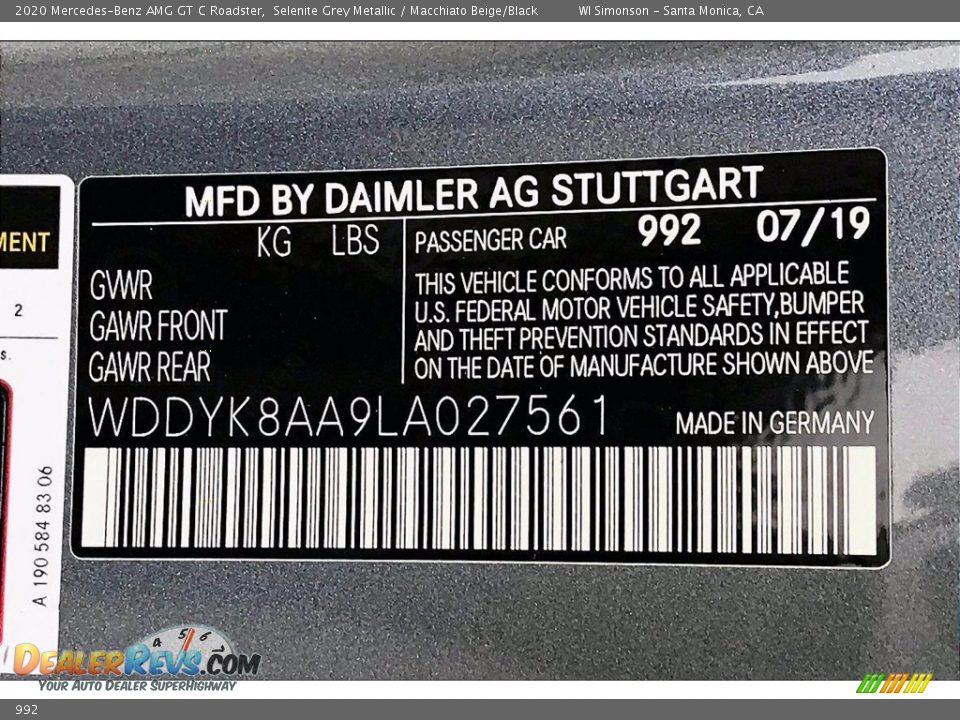 2020 Mercedes-Benz AMG GT C Roadster, Selenite Grey Metallic / Macchiato Beige/Black WI Simonson - Santa Monica, CA
MFD BY DAIMLER AG STUTTGART
KG LBS
PASSENGER CAR 992 07/19
GVWR
GAWR FRONT
GAWR REAR
THIS VEHICLE CONFORMS TO ALL APPLICABLE
U.S. FEDERAL MOTOR VEHICLE SAFETY,BUMPER
AND THEFT PREVENTION STANDARDS IN EFFECT
ON THE DATE OF MANUFACTURE SHOWN ABOVE
WDDYK8AA9LA027561
MADE IN GERMANY
MENT
2
s.
A 190 584 83 06
4 5 6
DEALERREVS.COM
YOUR AUTO DEALER SUPERHIGHWAY
992